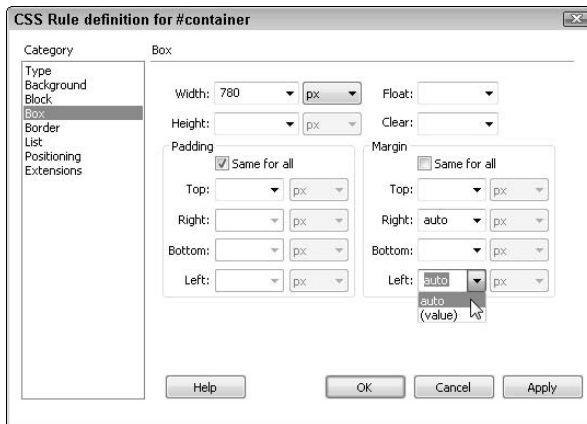 CSS Rule definition for #container
Category
Type
Background
Block
Box
Border
List
Positioning
Extensions
Box
Width: 780 px Float:
Height: px Clear:
Padding
Same for all
Top: px
Right: px
Bottom: px
Left: px
Margin
Same for all
Top: px
Right: auto px
Bottom: px
Left: auto px
auto
(value)
Help OK Cancel Apply